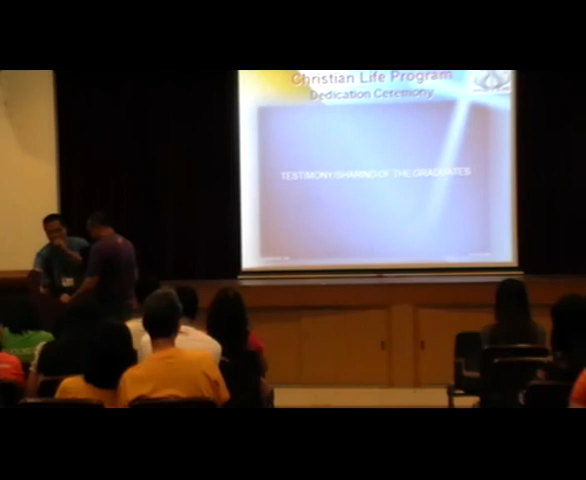 Christian Life Program
Dedication Ceremony
TESTIMONY/SHARING OF THE GRADUATES